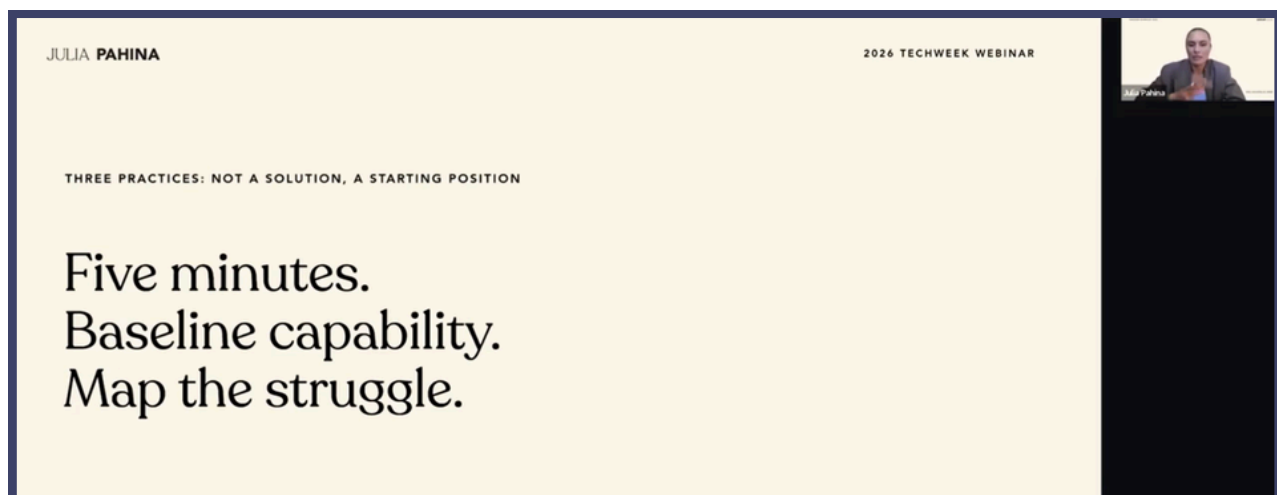 JULIA PAHINA
2026 TECHWEEK WEBINAR
THREE PRACTICES: NOT A SOLUTION, A STARTING POSITION
Five minutes.
Baseline capability.
Map the struggle.
Julia Pahina